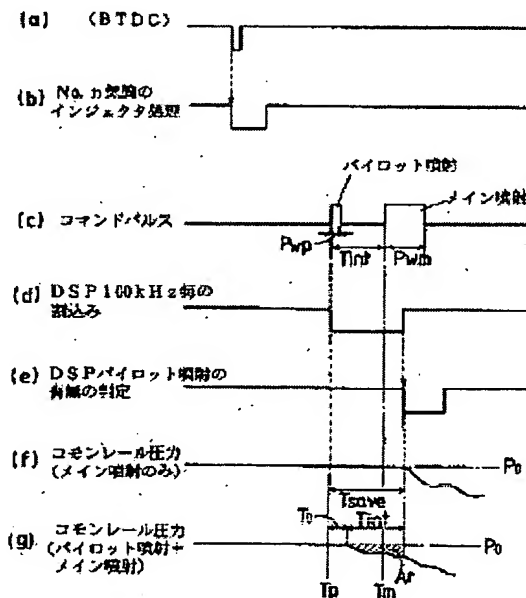 (a) (BTDC)
(b) No. n 気筒の
インジェクタ処理
パイロット噴射
メイン噴射
(c) コマンドパルス
Pwp
Tint
Pwm
(d) DSP100kHz毎の
割込み
(e) DSPパイロット噴射の
有無の判定
(f) コモンレール圧力
(メイン噴射のみ)
P0
Tsave
T0
Tint
(g) コモンレール圧力
(パイロット噴射+
メイン噴射)
P0
Tp
Tm
Ar